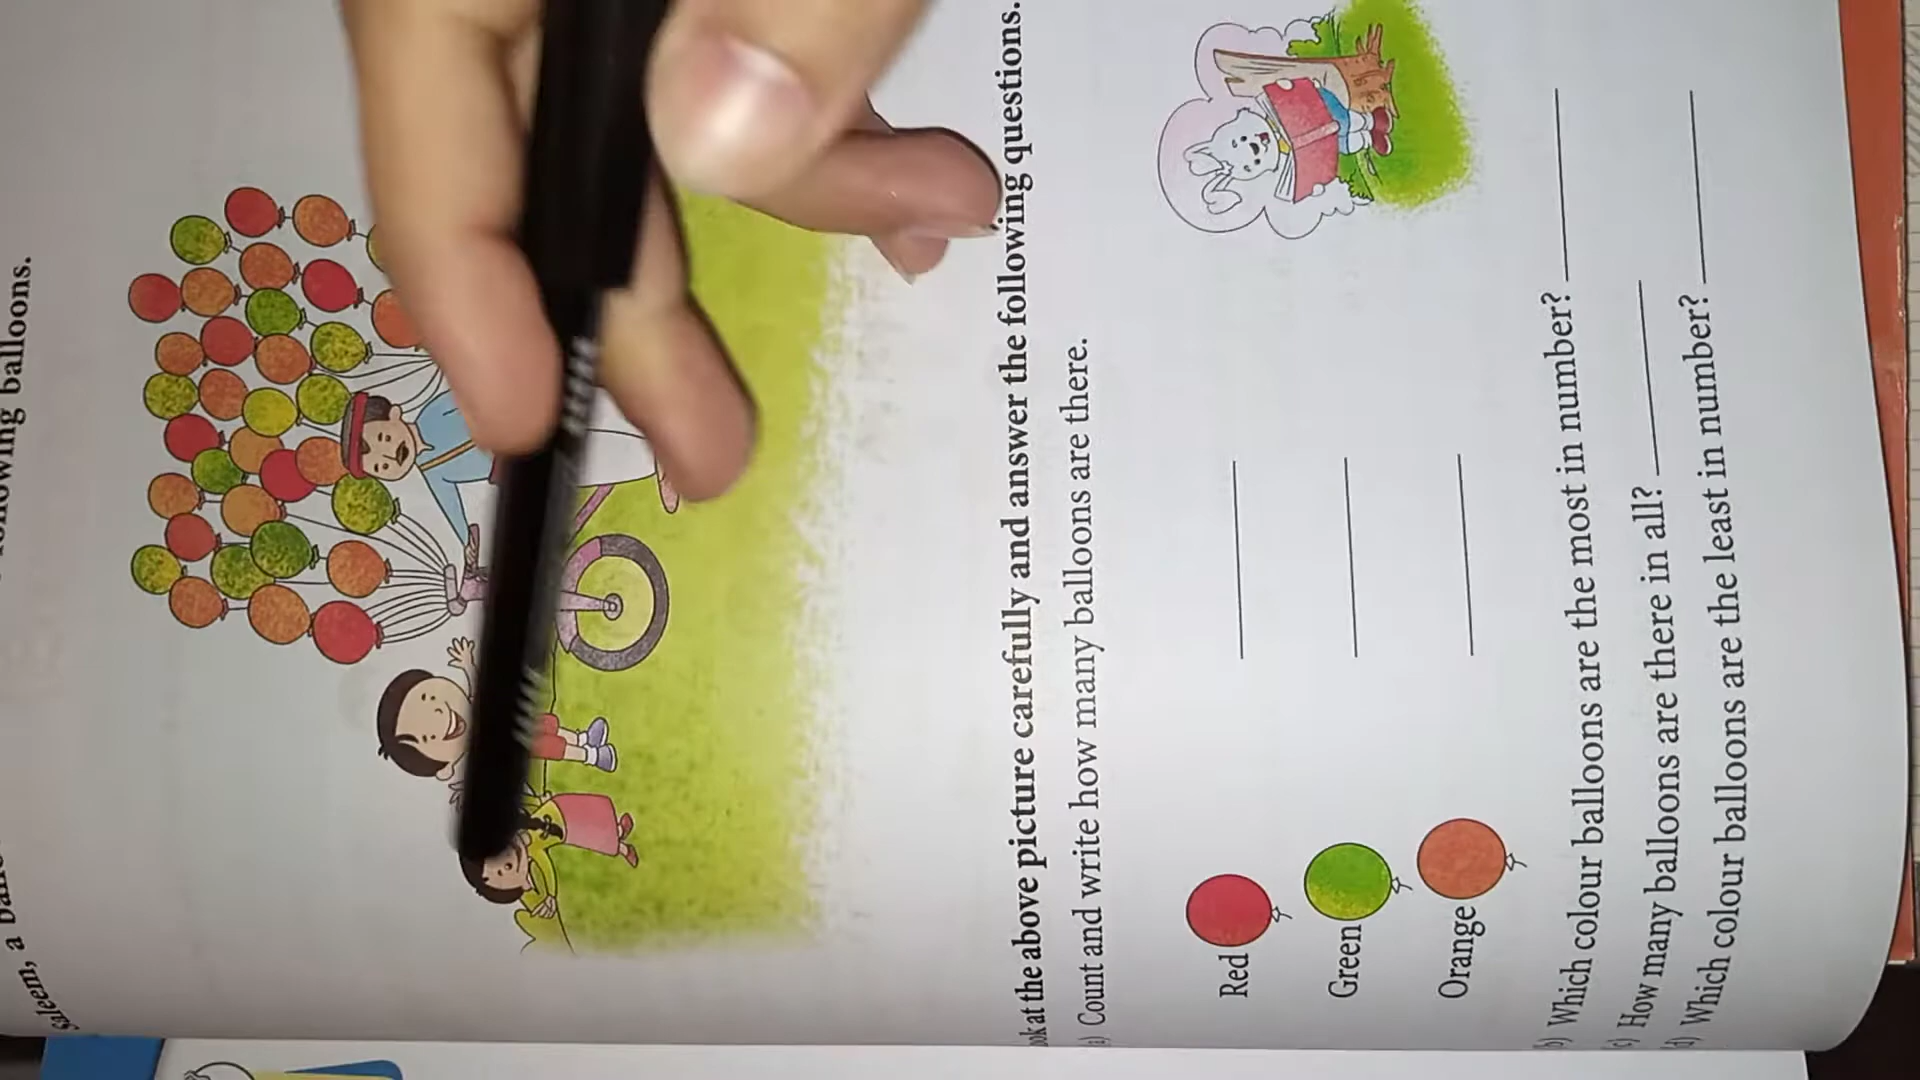 following balloons.
Saleem, a
at the above picture carefully and answer the following questions.
Count and write how many balloons are there.
Red
Green
Orange
Which colour balloons are the most in number?
(c) How many balloons are there in all?
(d) Which colour balloons are the least in number?